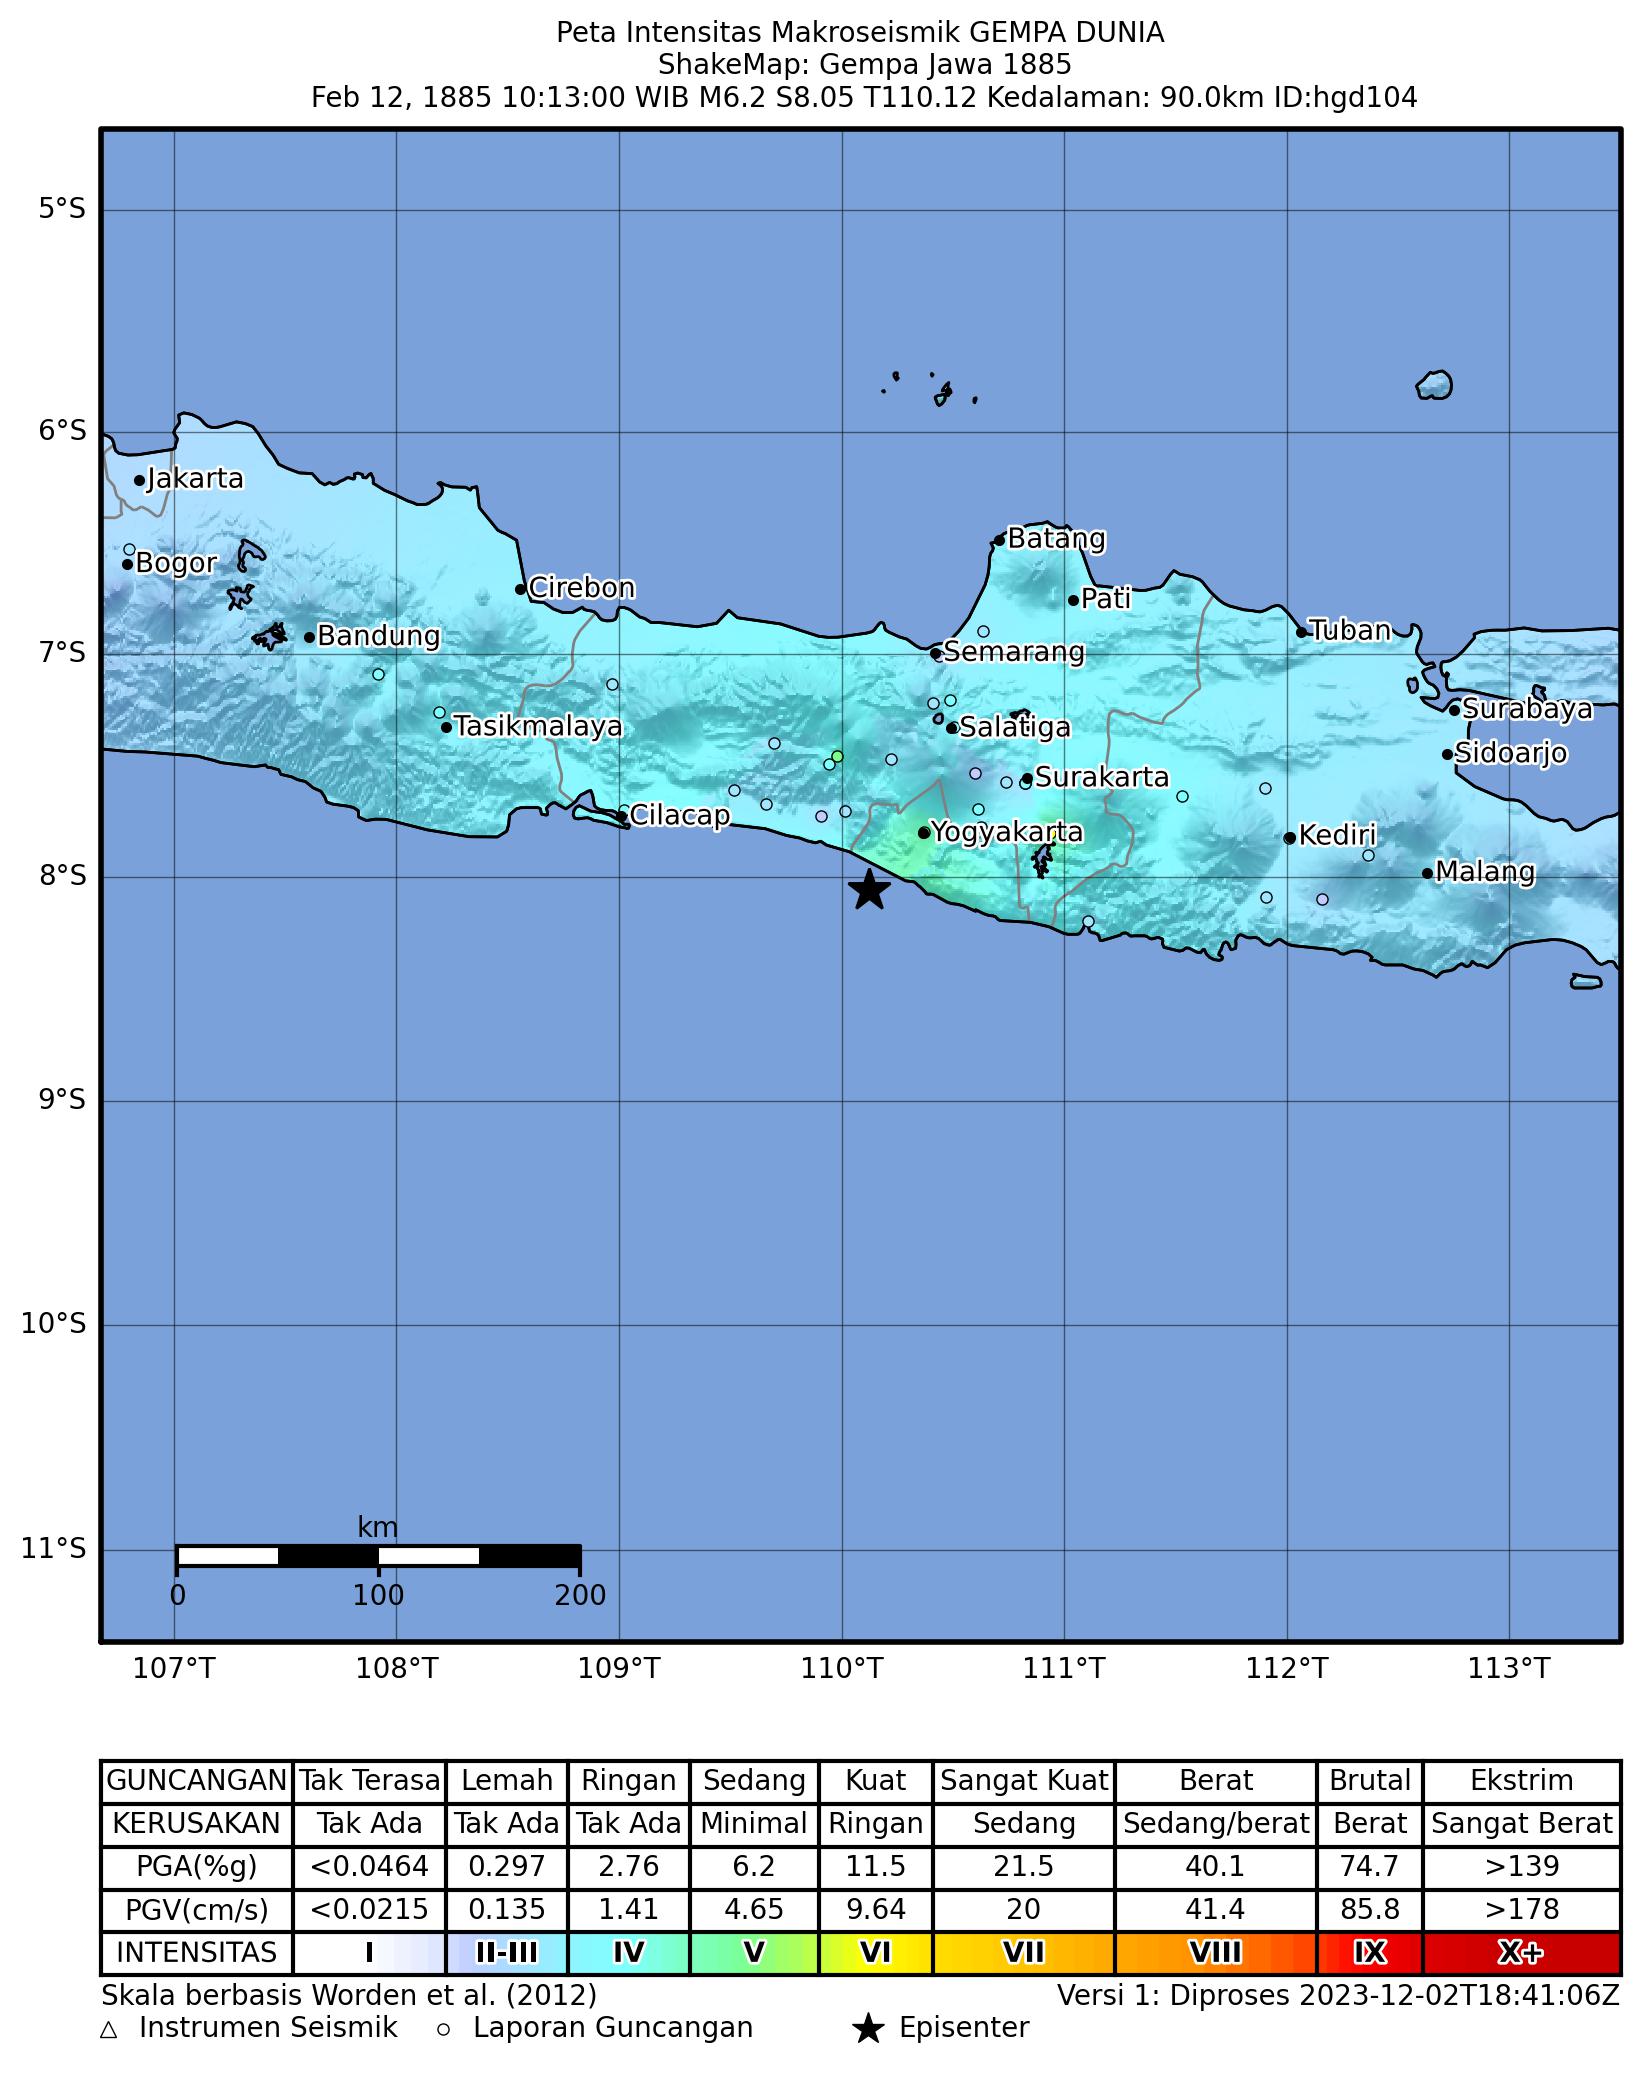 Peta Intensitas Makroseismik GEMPA DUNIA
ShakeMap: Gempa Jawa 1885
Feb 12, 1885 10:13:00 WIB M6.2 S8.05 T110.12 Kedalaman: 90.0km ID:hgd104
5°S
6°S
Jakarta
Batang
Bogor
Cirebon
Pati
Bandung
Tuban
7°S
Semarang
Surabaya
Tasikmalaya
Salatiga
Sidoarjo
Surakarta
Cilacap
Yogyakarta
Kediri
8°S
Malang
9°S
10°S
km
11°S
0 100 200
107°T 108°T 109°T 110°T 111°T 112°T 113°T
GUNCANGAN Tak Terasa Lemah Ringan Sedang Kuat Sangat Kuat Berat Brutal Ekstrim
KERUSAKAN Tak Ada Tak Ada Tak Ada Minimal Ringan Sedang Sedang/berat Berat Sangat Berat
PGA(%g) <0.0464 0.297 2.76 6.2 11.5 21.5 40.1 74.7 >139
PGV(cm/s) <0.0215 0.135 1.41 4.65 9.64 20 41.4 85.8 >178
INTENSITAS I II-III IV V VI VII VIII IX X+
Skala berbasis Worden et al. (2012) Versi 1: Diproses 2023-12-02T18:41:06Z
Instrumen Seismik Laporan Guncangan Episenter